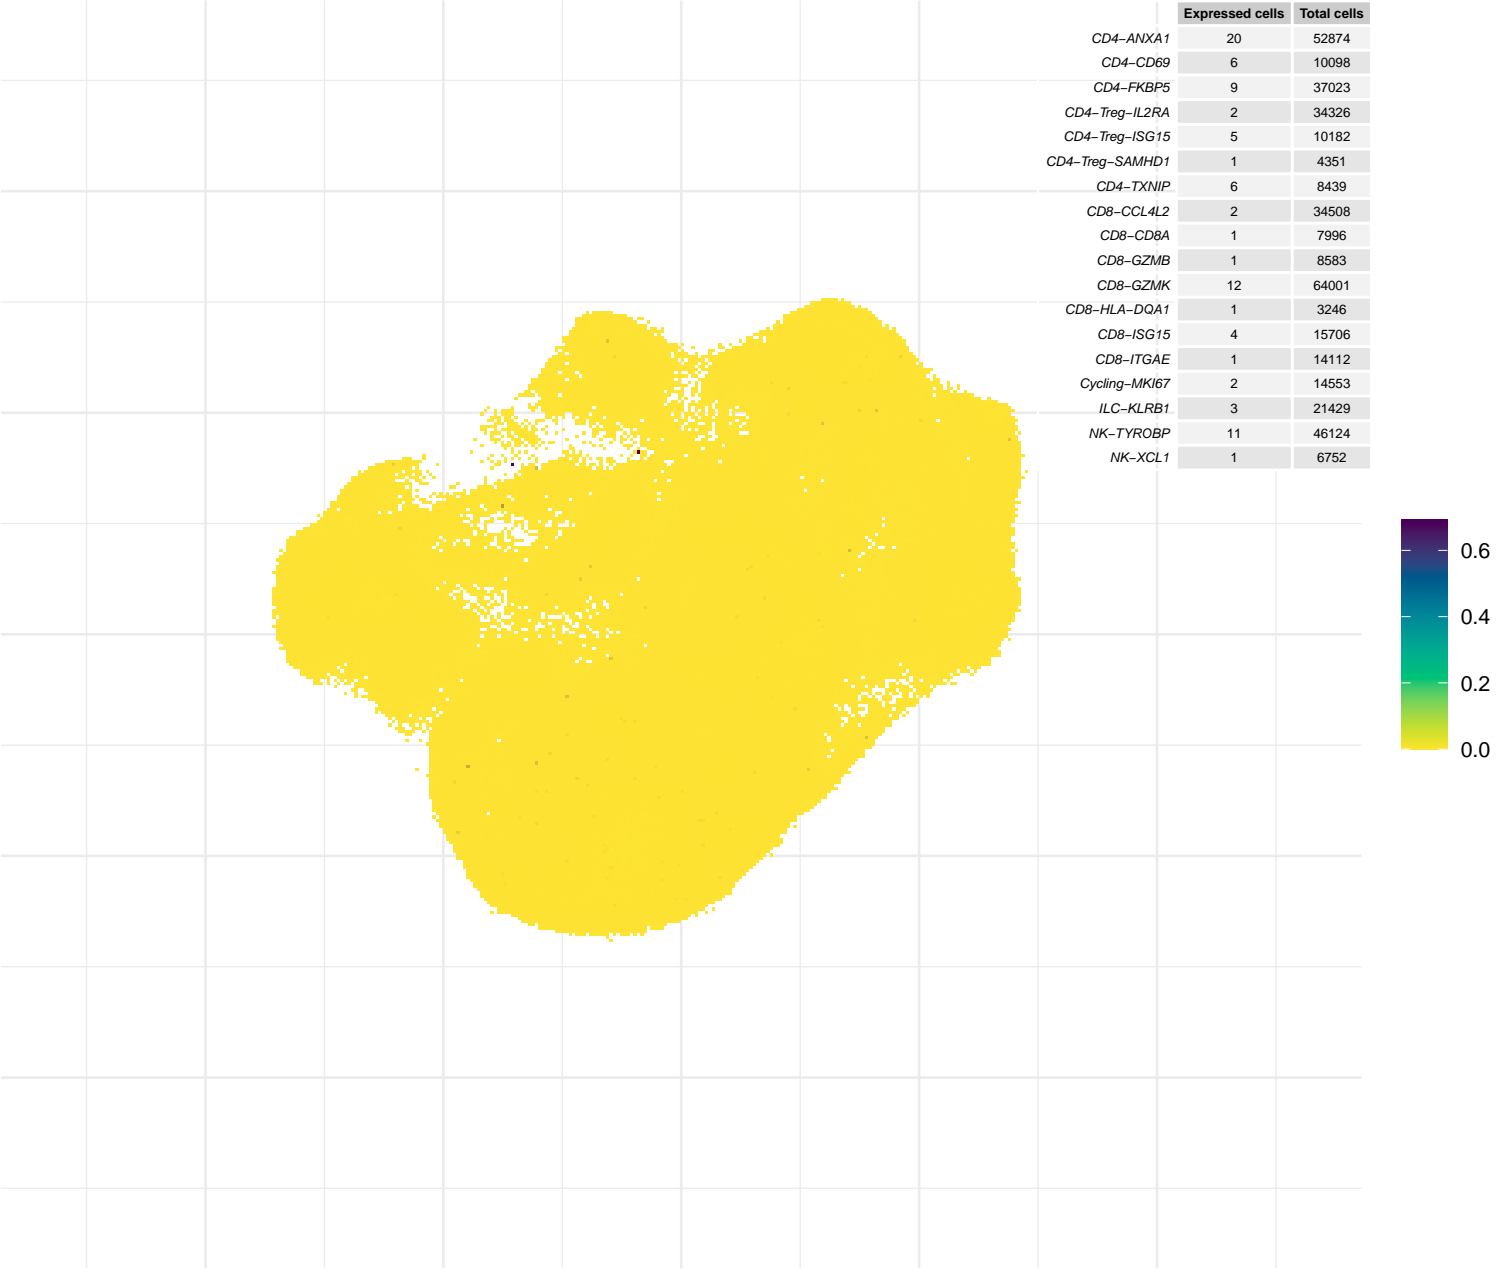 Expressed cells Total cells
CD4−ANXA1 20 52874
CD4−CD69 6 10098
CD4−FKBP5 9 37023
CD4−Treg−IL2RA 2 34326
CD4−Treg−ISG15 5 10182
CD4−Treg−SAMHD1 1 4351
CD4−TXNIP 6 8439
CD8−CCL4L2 2 34508
CD8−CD8A 1 7996
CD8−GZMB 1 8583
CD8−GZMK 12 64001
CD8−HLA−DQA1 1 3246
CD8−ISG15 4 15706
CD8−ITGAE 1 14112
Cycling−MKI67 2 14553
ILC−KLRB1 3 21429
NK−TYROBP 11 46124
NK−XCL1 1 6752
0.6
0.4
0.2
0.0